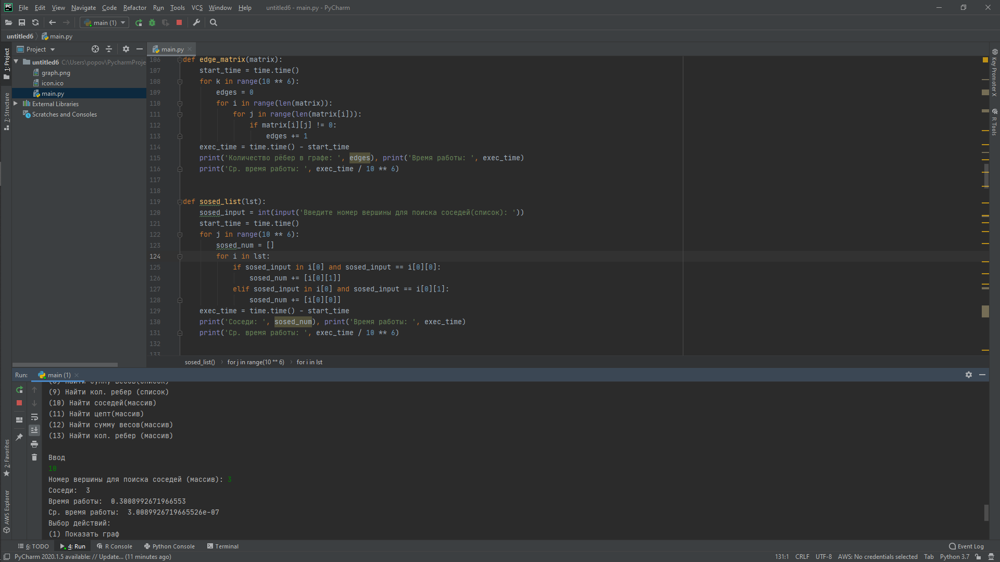 File Edit View Navigate Code Refactor Run Tools VCS Window Help untitled6 - main.py - PyCharm
main (1)
untitled6 main.py
Project
main.py
untitled6 C:\Users\popov\PycharmProje
graph.png
icon.ico
main.py
External Libraries
Scratches and Consoles
1: Project
7: Structure
2: Favorites
AWS Explorer
Key Promoter X
R Tools
106 def edge_matrix(matrix):
107 start_time = time.time()
108 for k in range(10 ** 6):
109 edges = 0
110 for i in range(len(matrix)):
111 for j in range(len(matrix[i])):
112 if matrix[i][j] != 0:
113 edges += 1
114 exec_time = time.time() - start_time
115 print('Количество рёбер в графе: ', edges), print('Время работы: ', exec_time)
116 print('Ср. время работы: ', exec_time / 10 ** 6)
117
118
119 def sosed_list(lst):
120 sosed_input = int(input('Введите номер вершины для поиска соседей(список): '))
121 start_time = time.time()
122 for j in range(10 ** 6):
123 sosed_num = []
124 for i in lst:
125 if sosed_input in i[0] and sosed_input == i[0][0]:
126 sosed_num += [i[0][1]]
127 elif sosed_input in i[0] and sosed_input == i[0][1]:
128 sosed_num += [i[0][0]]
129 exec_time = time.time() - start_time
130 print('Соседи: ', sosed_num), print('Время работы: ', exec_time)
131 print('Ср. время работы: ', exec_time / 10 ** 6)
132
133
sosed_list() for j in range(10 ** 6) for i in lst
Run: main (1)
(8) Найти сумму весов(список)
(9) Найти кол. ребер (список)
(10) Найти соседей(массив)
(11) Найти цепт(массив)
(12) Найти сумму весов(массив)
(13) Найти кол. ребер (массив)
Ввод
10
Номер вершины для поиска соседей (массив): 3
Соседи:  3
Время работы:  0.3008992671966553
Ср. время работы:  3.0089926719665526e-07
Выбор действий:
(1) Показать граф
6: TODO 4: Run R Console Python Console Terminal Event Log
PyCharm 2020.1.5 available: // Update... (11 minutes ago) 131:1 CRLF UTF-8 AWS: No credentials selected Tab Python 3.7